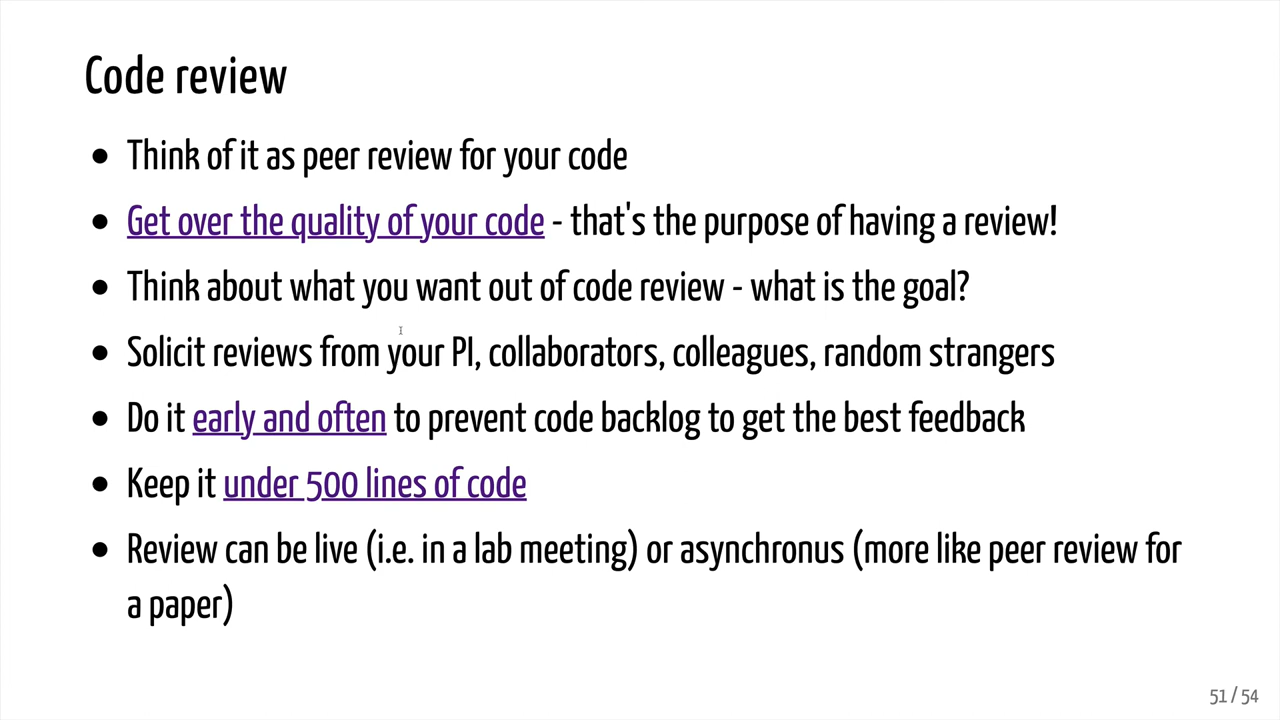 Code review
• Think of it as peer review for your code
• Get over the quality of your code - that's the purpose of having a review!
• Think about what you want out of code review - what is the goal?
• Solicit reviews from your PI, collaborators, colleagues, random strangers
• Do it early and often to prevent code backlog to get the best feedback
• Keep it under 500 lines of code
• Review can be live (i.e. in a lab meeting) or asynchronus (more like peer review for
a paper)
51 / 54